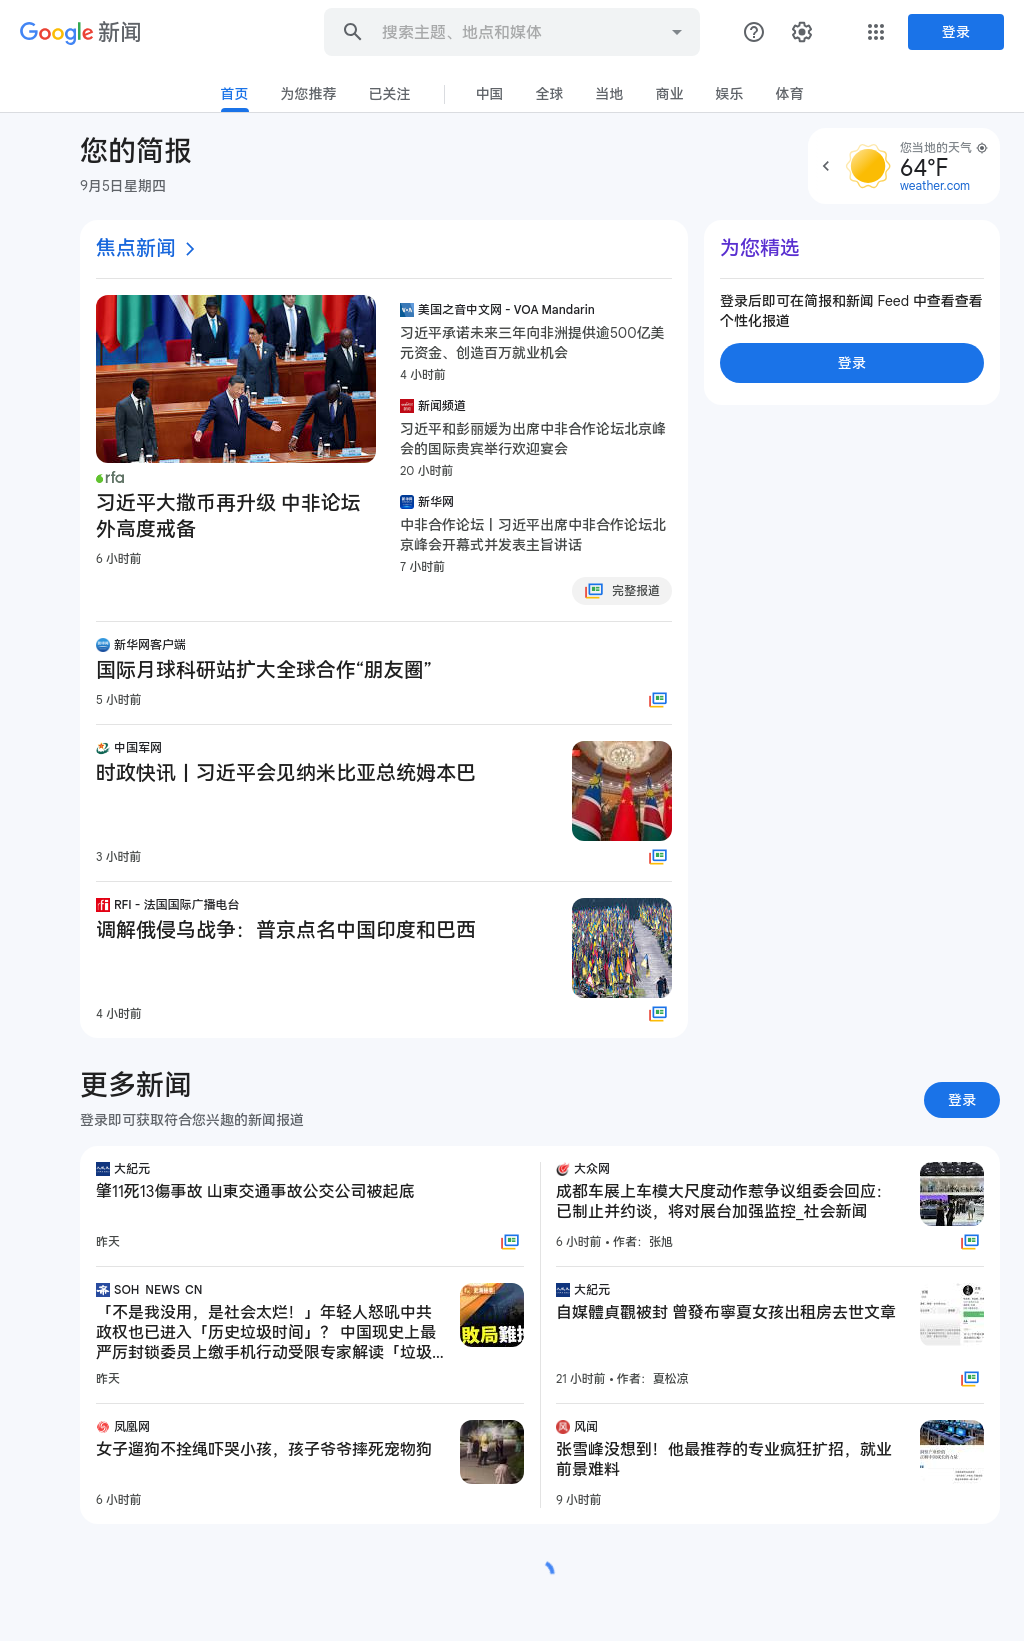 Google 新闻
搜索主题、地点和媒体
登录
首页
为您推荐
已关注
中国
全球
当地
商业
娱乐
体育
您的简报
9月5日星期四
您当地的天气
64°F
weather.com
焦点新闻
rfa
习近平大撒币再升级 中非论坛
外高度戒备
6 小时前
VOA
美国之音中文网 - VOA Mandarin
习近平承诺未来三年向非洲提供逾500亿美
元资金、创造百万就业机会
4 小时前
新闻频道
习近平和彭丽媛为出席中非合作论坛北京峰
会的国际贵宾举行欢迎宴会
20 小时前
新华网
中非合作论坛丨习近平出席中非合作论坛北
京峰会开幕式并发表主旨讲话
7 小时前
完整报道
新华网客户端
国际月球科研站扩大全球合作“朋友圈”
5 小时前
中国军网
时政快讯丨习近平会见纳米比亚总统姆本巴
3 小时前
rfi
RFI - 法国国际广播电台
调解俄侵乌战争：普京点名中国印度和巴西
4 小时前
为您精选
登录后即可在简报和新闻 Feed 中查看查看
个性化报道
登录
更多新闻
登录即可获取符合您兴趣的新闻报道
登录
大紀元
肇11死13傷事故 山東交通事故公交公司被起底
昨天
SOH_NEWS_CN
「不是我没用，是社会太烂！」年轻人怒吼中共
政权也已进入「历史垃圾时间」？ 中国现史上最
严厉封锁委员上缴手机行动受限专家解读「垃圾...
昨天
敗局難
凤凰网
女子遛狗不拴绳吓哭小孩，孩子爷爷摔死宠物狗
6 小时前
大众网
成都车展上车模大尺度动作惹争议组委会回应：
已制止并约谈，将对展台加强监控_社会新闻
6 小时前 • 作者：张旭
大紀元
自媒體貞觀被封 曾發布寧夏女孩出租房去世文章
21 小时前 • 作者：夏松凉
风
风闻
张雪峰没想到！他最推荐的专业疯狂扩招，就业
前景难料
9 小时前